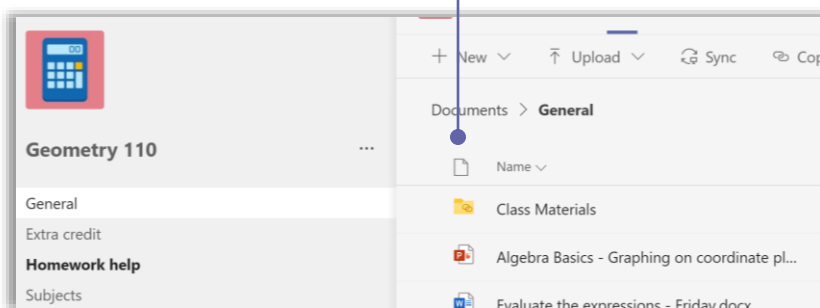 New Upload Sync
Documents > General
Geometry 110 ...
Name
General
Class Materials
Extra credit
Algebra Basics - Graphing on coordinate pl...
Homework help
Subjects
Evaluate the expressions - Friday.docx